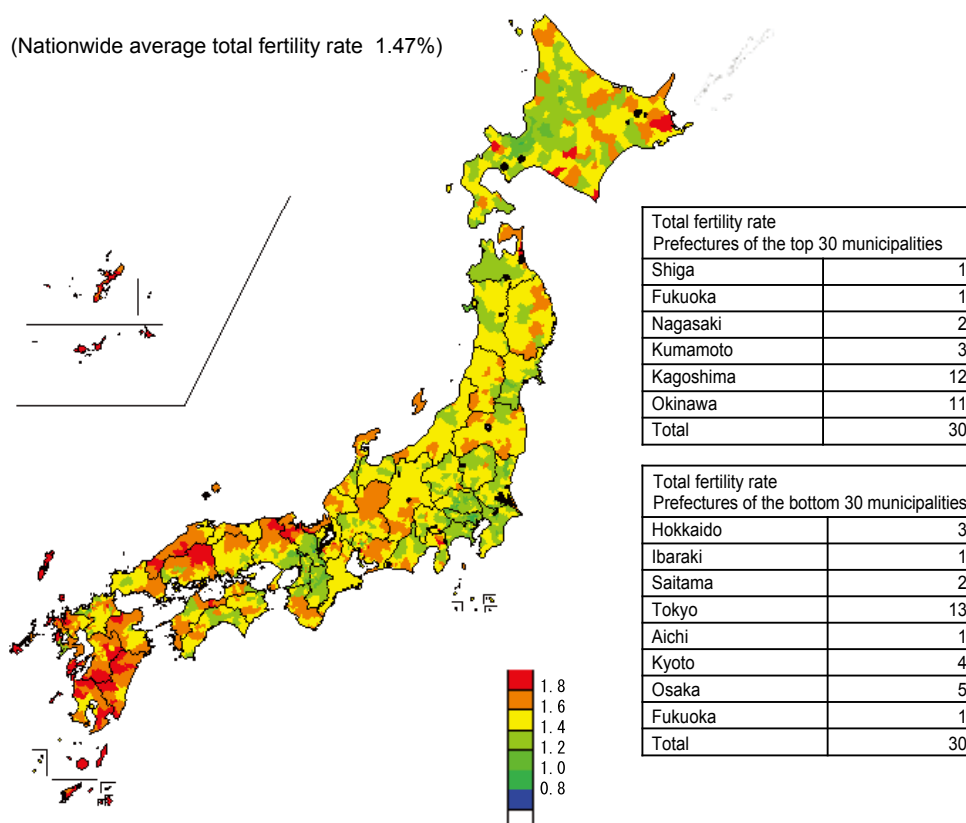 (Nationwide average total fertility rate 1.47%)
Total fertility rate
Prefectures of the top 30 municipalities
Shiga 1
Fukuoka 1
Nagasaki 2
Kumamoto 3
Kagoshima 12
Okinawa 11
Total 30
Total fertility rate
Prefectures of the bottom 30 municipalities
Hokkaido 3
Ibaraki 1
Saitama 2
Tokyo 13
Aichi 1
Kyoto 4
Osaka 5
Fukuoka 1
Total 30
1.8
1.6
1.4
1.2
1.0
0.8